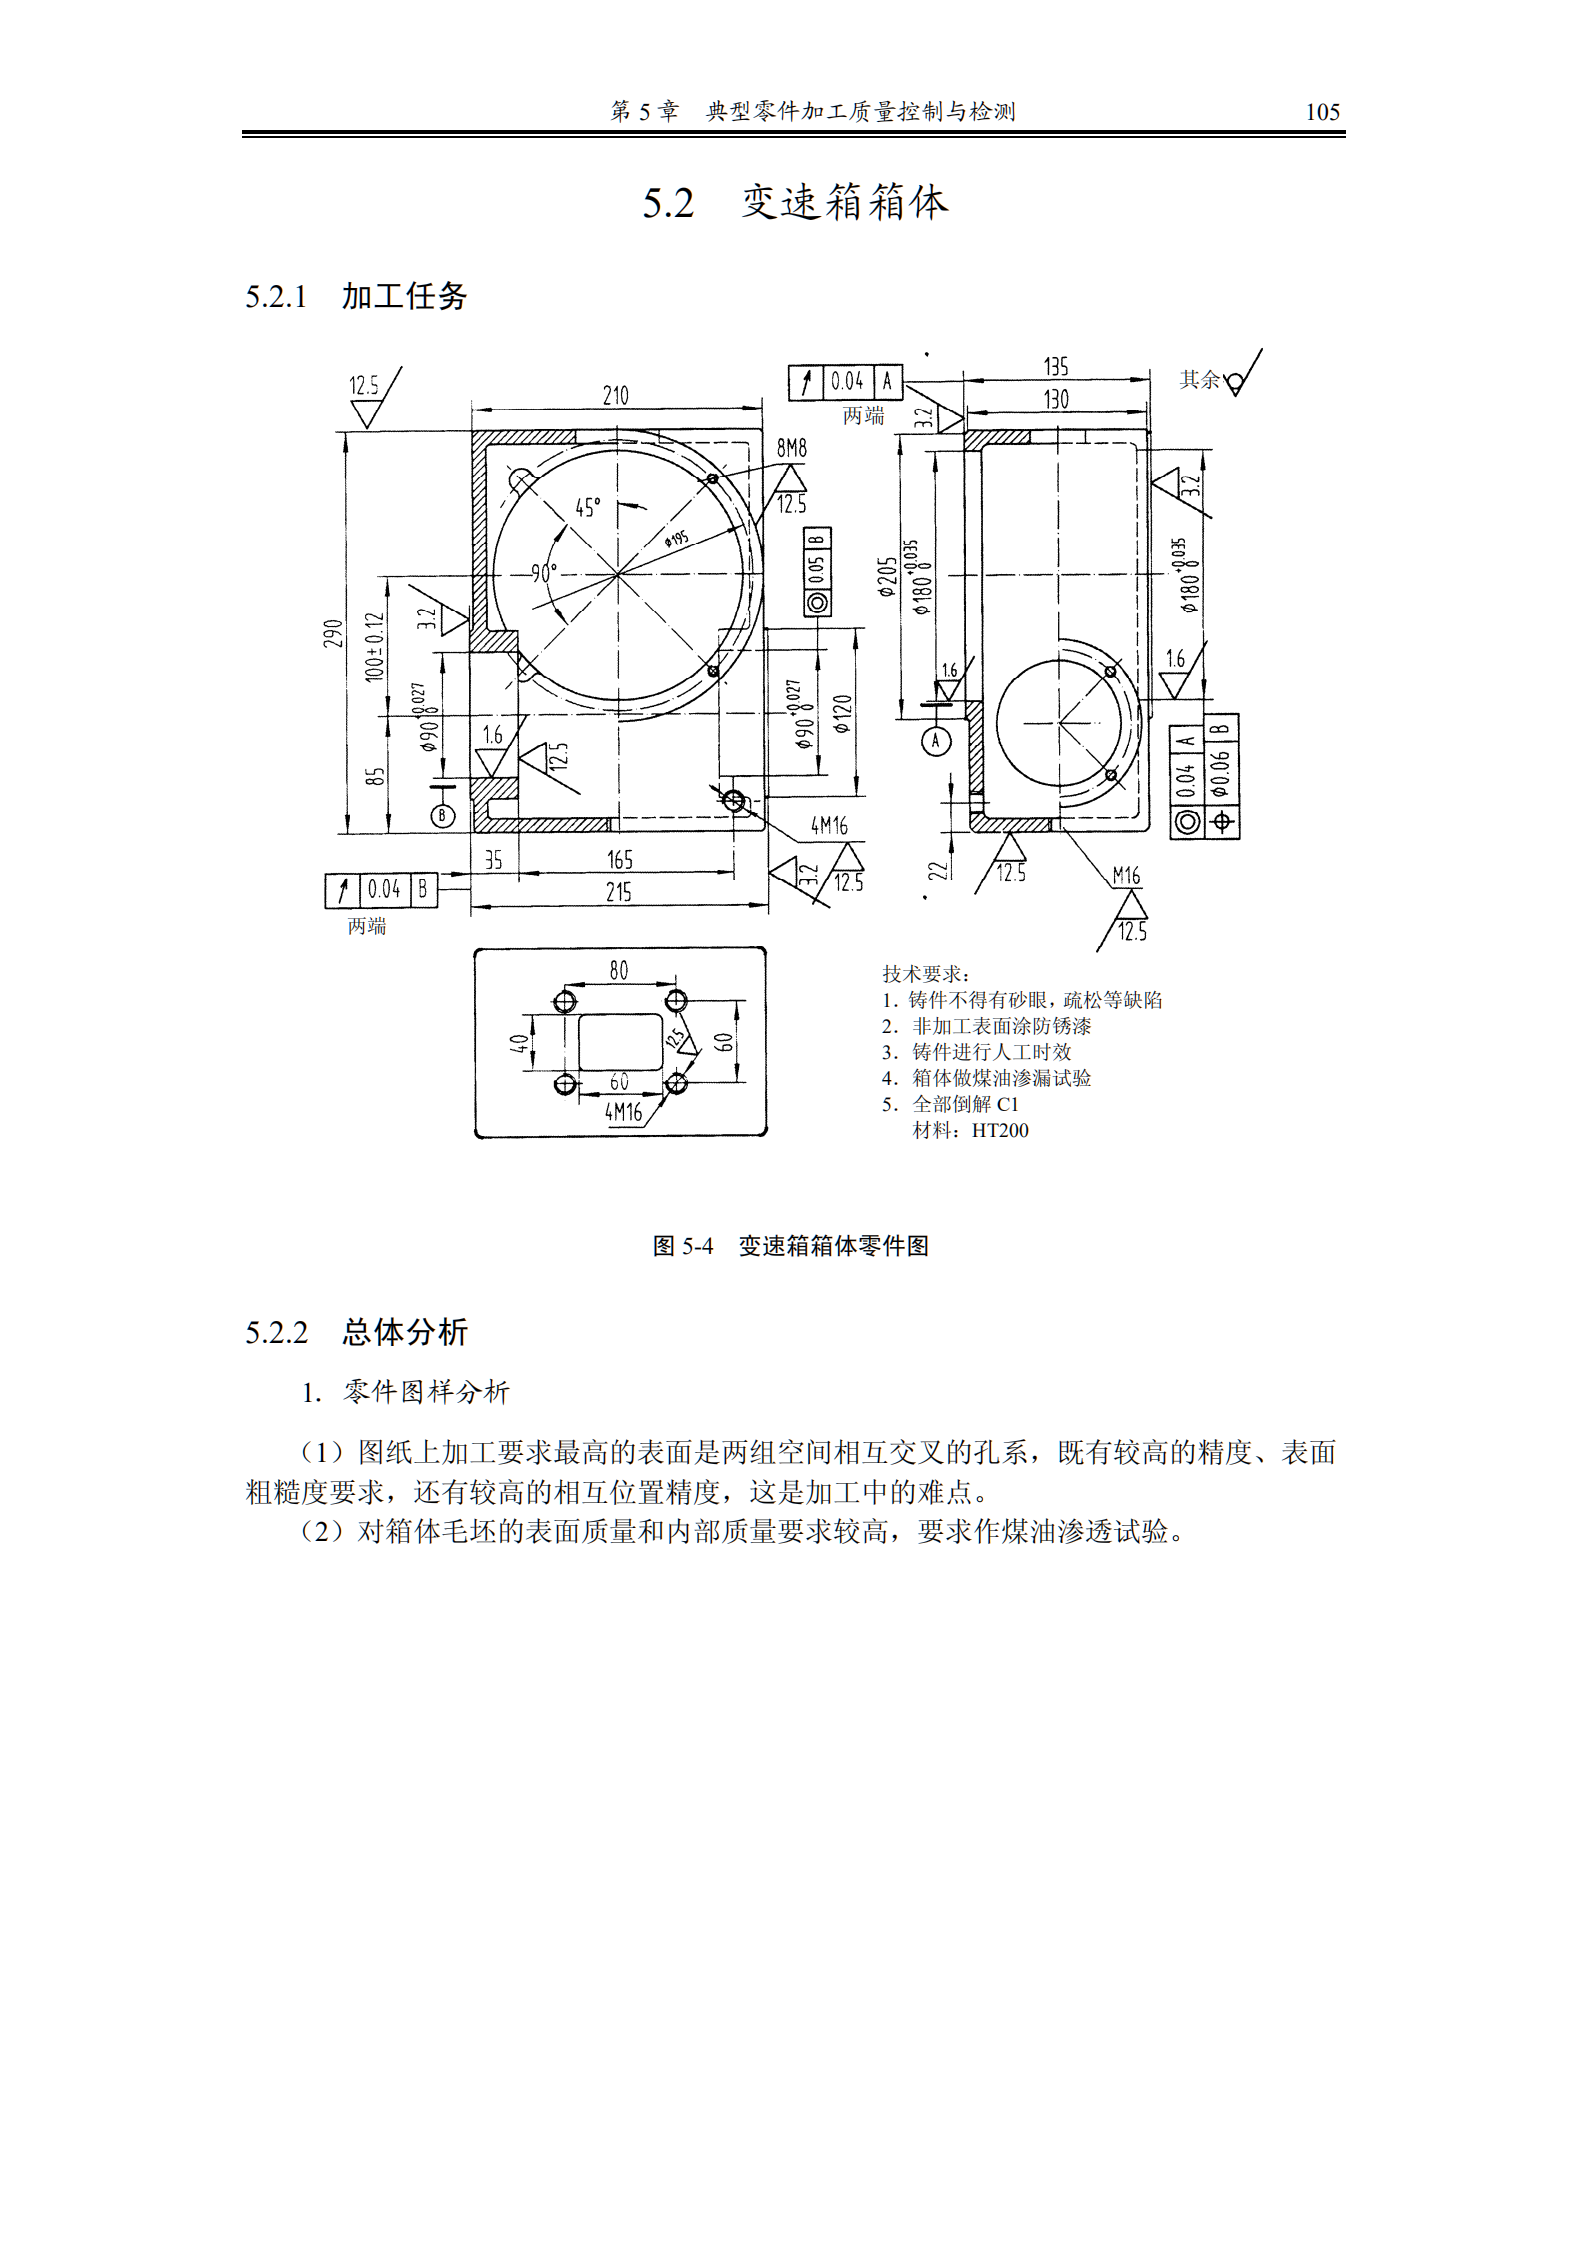 第 5 章 典型零件加工质量控制与检测 105
5.2 变速箱箱体
5.2.1 加工任务
12.5
210
0.04 A
两端
3.2
135
130
其余
8M8
12.5
45°
φ195
90°
0.05 B
290
100±0.12
3.2
φ90 +0.027 0
85
1.6
12.5
B
φ90 +0.027 0
φ120
4M16
12.5
3.2
35
165
215
0.04 B
两端
φ205
φ180 +0.035 0
3.2
φ180 +0.035 0
1.6
1.6
A
0.04 A
φ0.06 B
22
12.5
M16
12.5
80
40
60
12.5
60
4M16
技术要求：
1. 铸件不得有砂眼，疏松等缺陷
2. 非加工表面涂防锈漆
3. 铸件进行人工时效
4. 箱体做煤油渗漏试验
5. 全部倒解 C1
材料：HT200
图 5-4 变速箱箱体零件图
5.2.2 总体分析
1. 零件图样分析
（1）图纸上加工要求最高的表面是两组空间相互交叉的孔系，既有较高的精度、表面
粗糙度要求，还有较高的相互位置精度，这是加工中的难点。
（2）对箱体毛坯的表面质量和内部质量要求较高，要求作煤油渗透试验。